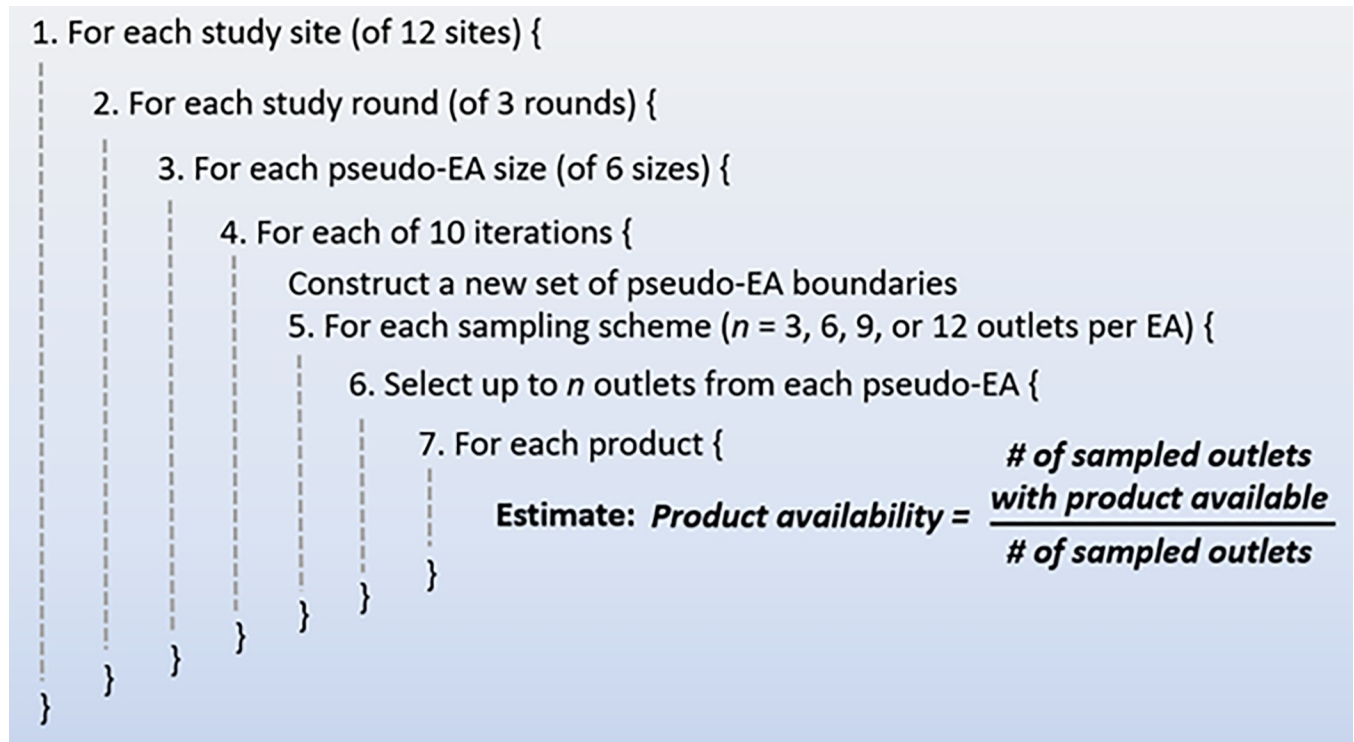 1. For each study site (of 12 sites) {
2. For each study round (of 3 rounds) {
3. For each pseudo-EA size (of 6 sizes) {
4. For each of 10 iterations {
Construct a new set of pseudo-EA boundaries
5. For each sampling scheme (n = 3, 6, 9, or 12 outlets per EA) {
6. Select up to n outlets from each pseudo-EA {
7. For each product {
Estimate: Product availability =
# of sampled outlets
with product available
# of sampled outlets
}
}
}
}
}
}
}